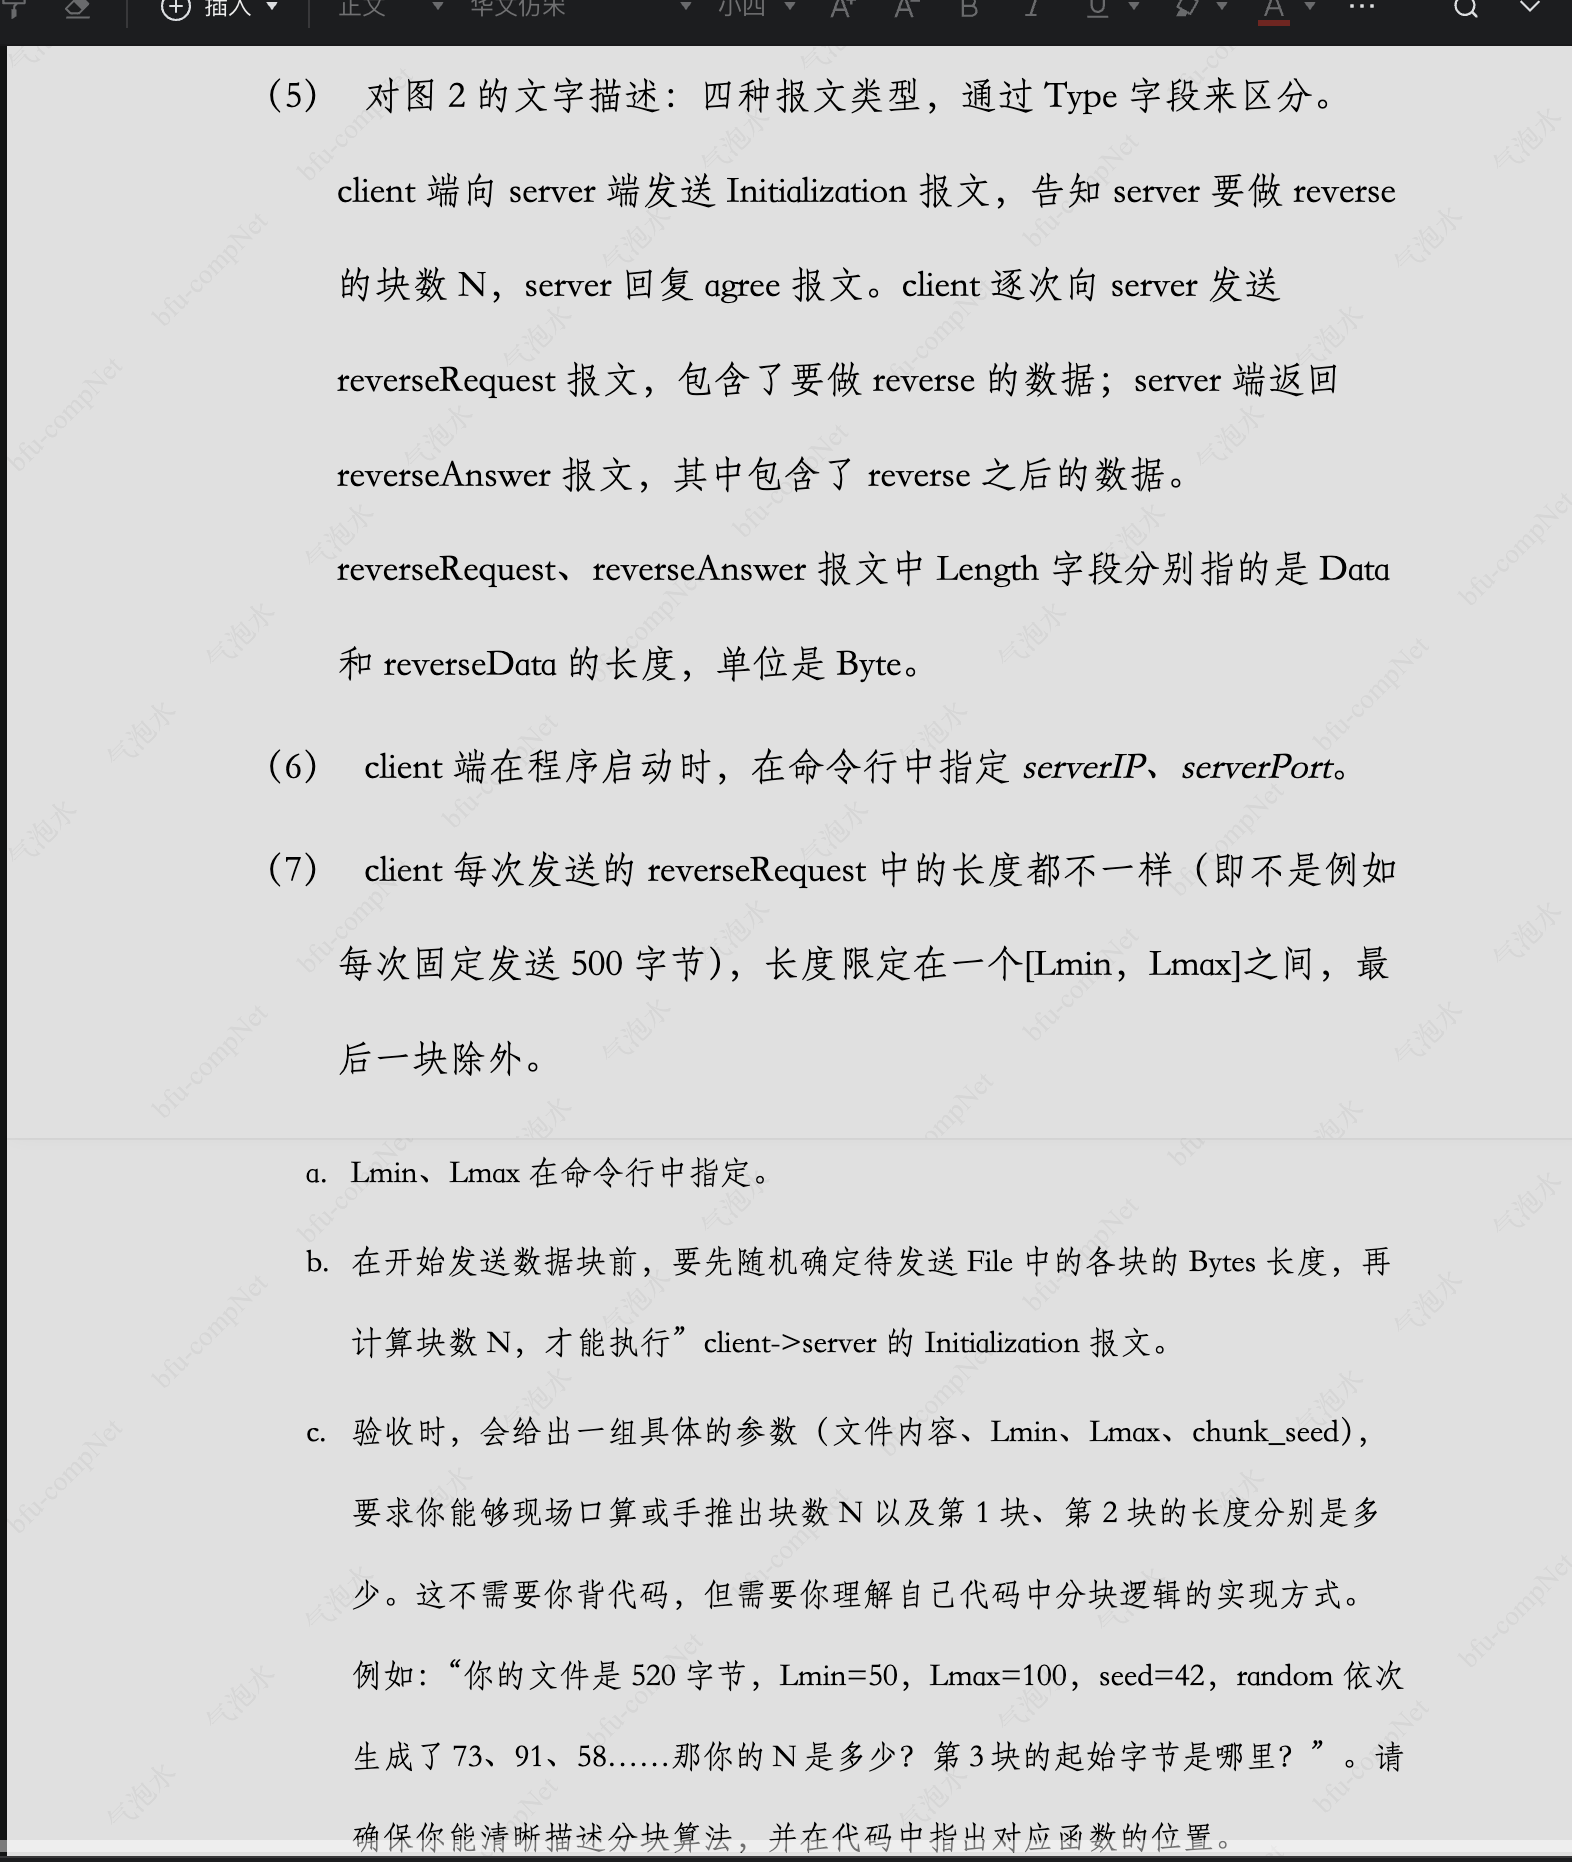 插入 正文 华文仿宋 小四 A⁺ A⁻ B I U A ···
（5） 对图 2 的文字描述：四种报文类型，通过 Type 字段来区分。
client 端向 server 端发送 Initialization 报文，告知 server 要做 reverse
的块数 N，server 回复 agree 报文。client 逐次向 server 发送
reverseRequest 报文，包含了要做 reverse 的数据；server 端返回
reverseAnswer 报文，其中包含了 reverse 之后的数据。
reverseRequest、reverseAnswer 报文中 Length 字段分别指的是 Data
和 reverseData 的长度，单位是 Byte。
（6） client 端在程序启动时，在命令行中指定 serverIP、serverPort。
（7） client 每次发送的 reverseRequest 中的长度都不一样（即不是例如
每次固定发送 500 字节），长度限定在一个[Lmin，Lmax]之间，最
后一块除外。
a. Lmin、Lmax 在命令行中指定。
b. 在开始发送数据块前，要先随机确定待发送 File 中的各块的 Bytes 长度，再
计算块数 N，才能执行” client->server 的 Initialization 报文。
c. 验收时，会给出一组具体的参数（文件内容、Lmin、Lmax、chunk_seed），
要求你能够现场口算或手推出块数 N 以及第 1 块、第 2 块的长度分别是多
少。这不需要你背代码，但需要你理解自己代码中分块逻辑的实现方式。
例如：“你的文件是 520 字节，Lmin=50，Lmax=100，seed=42，random 依次
生成了 73、91、58……那你的 N 是多少？第 3 块的起始字节是哪里？” 。请
确保你能清晰描述分块算法，并在代码中指出对应函数的位置。
bfu-compNet
气泡水